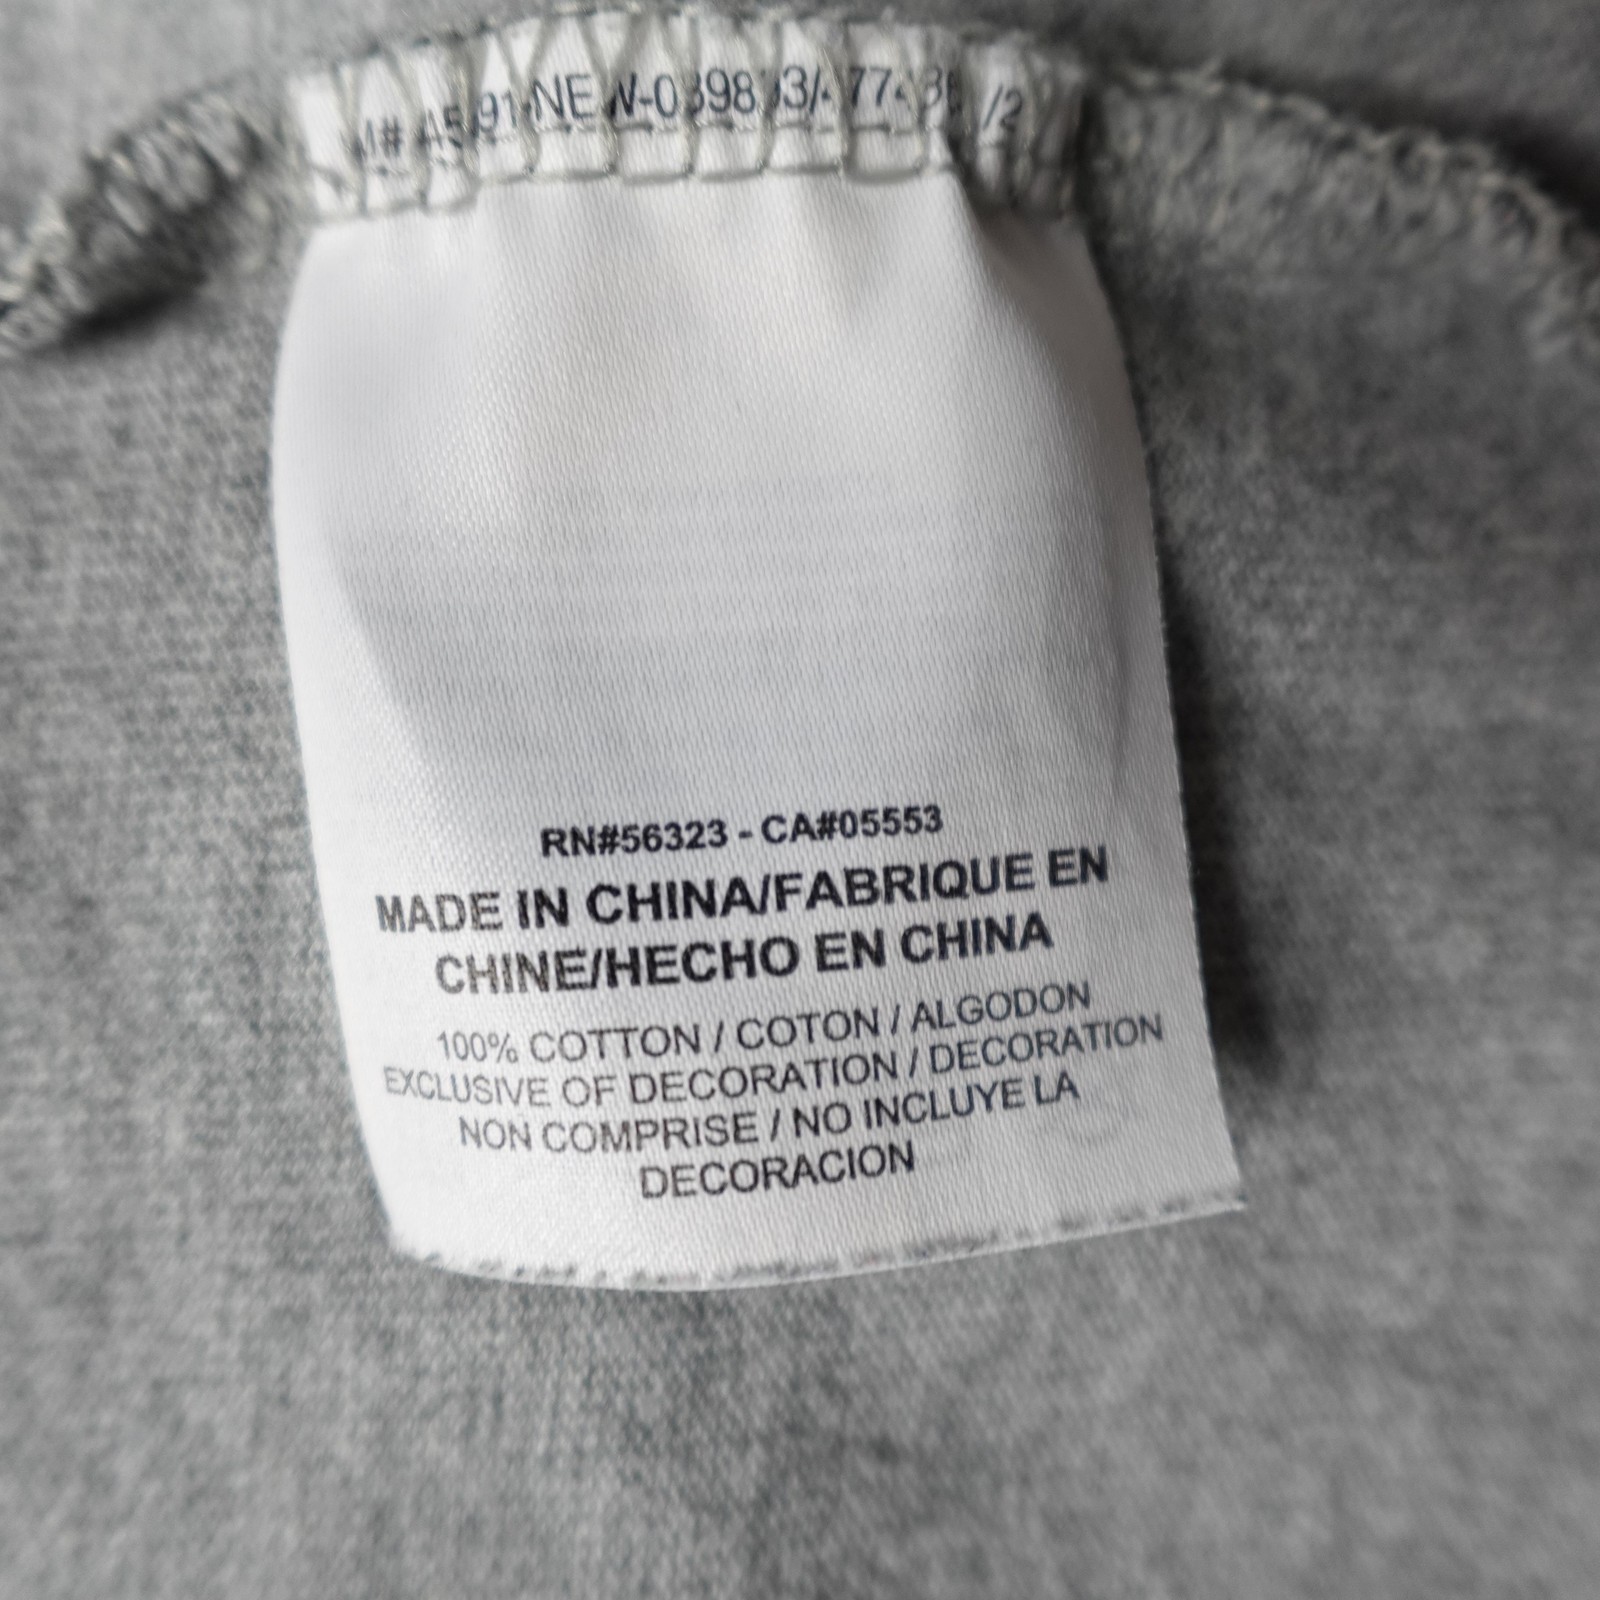 RN#56323 - CA#05553
MADE IN CHINA/FABRIQUE EN
CHINE/HECHO EN CHINA
100% COTTON / COTON / ALGODON
EXCLUSIVE OF DECORATION / DECORATION
NON COMPRISE / NO INCLUYE LA
DECORACION